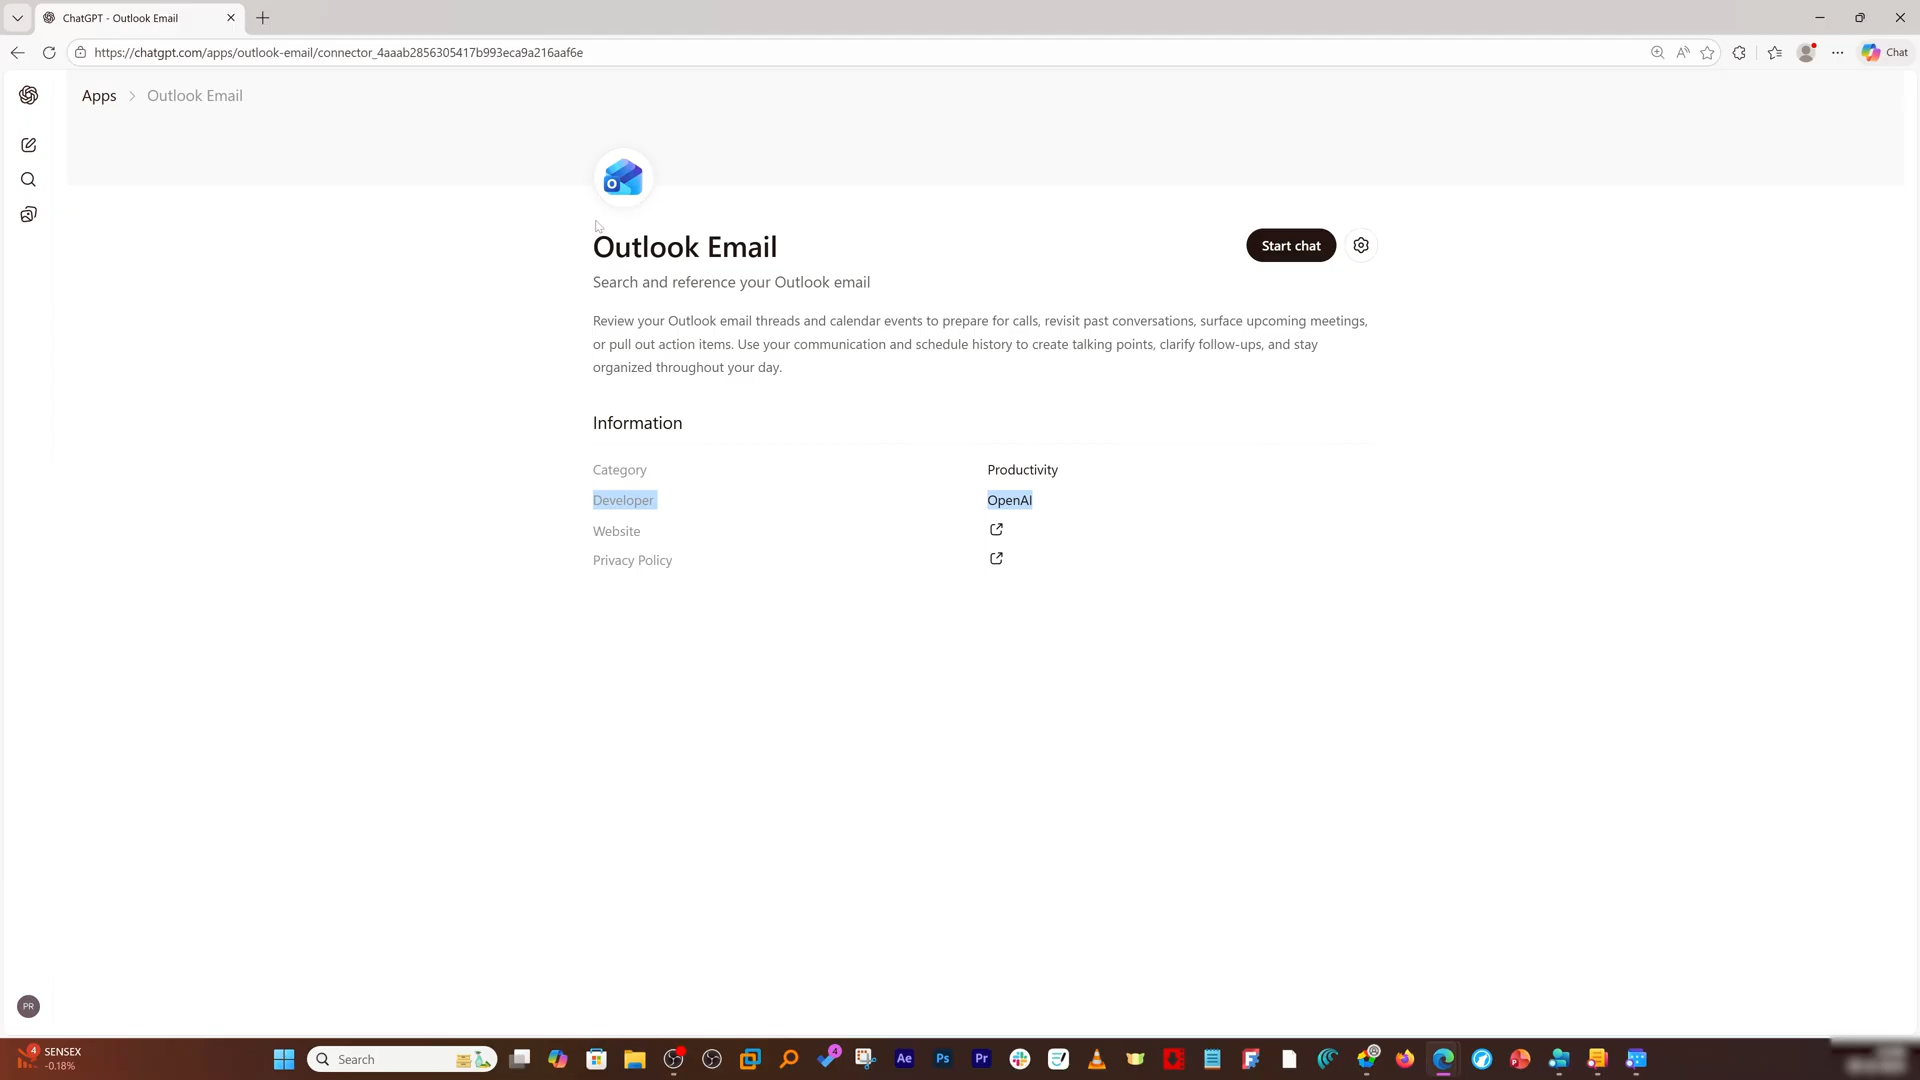 ChatGPT - Outlook Email
https://chatgpt.com/apps/outlook-email/connector_4aaab2856305417b993eca9a216aaf6e
Chat
Apps > Outlook Email
Outlook Email
Start chat
Search and reference your Outlook email
Review your Outlook email threads and calendar events to prepare for calls, revisit past conversations, surface upcoming meetings,
or pull out action items. Use your communication and schedule history to create talking points, clarify follow-ups, and stay
organized throughout your day.
Information
Category Productivity
Developer OpenAI
Website
Privacy Policy
PR
4 SENSEX
-0.18%
Search
4
Ae
Ps
Pr